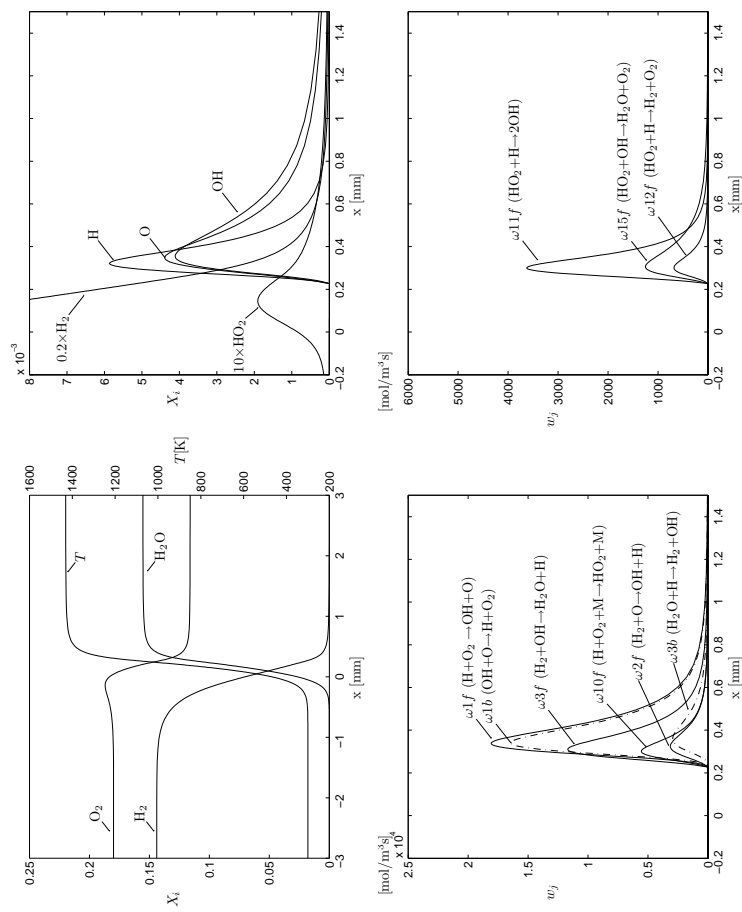 0.25
0.2
0.15
0.1
0.05
0
X_i
−3
−2
−1
0
1
2
3
x [mm]
1600
1400
1200
1000
800
600
400
200
T[K]
O₂
H₂
T
H₂O
x 10⁻³
8
7
6
5
4
3
2
1
0
X_i
−0.2
0
0.2
0.4
0.6
0.8
1
1.2
1.4
x [mm]
0.2×H₂
10×HO₂
H
O
OH
[mol/m³s]
x 10⁴
2.5
2
1.5
1
0.5
0
w_j
−0.2
0
0.2
0.4
0.6
0.8
1
1.2
1.4
x [mm]
ω1f (H+O₂ →OH+O)
ω1b (OH+O→H+O₂)
ω3f (H₂+OH→H₂O+H)
ω10f (H+O₂+M→HO₂+M)
ω2f (H₂+O→OH+H)
ω3b (H₂O+H→H₂+OH)
[mol/m³s]
6000
5000
4000
3000
2000
1000
0
w_j
−0.2
0
0.2
0.4
0.6
0.8
1
1.2
1.4
x[mm]
ω11f (HO₂+H→2OH)
ω15f (HO₂+OH→H₂O+O₂)
ω12f (HO₂+H→H₂+O₂)